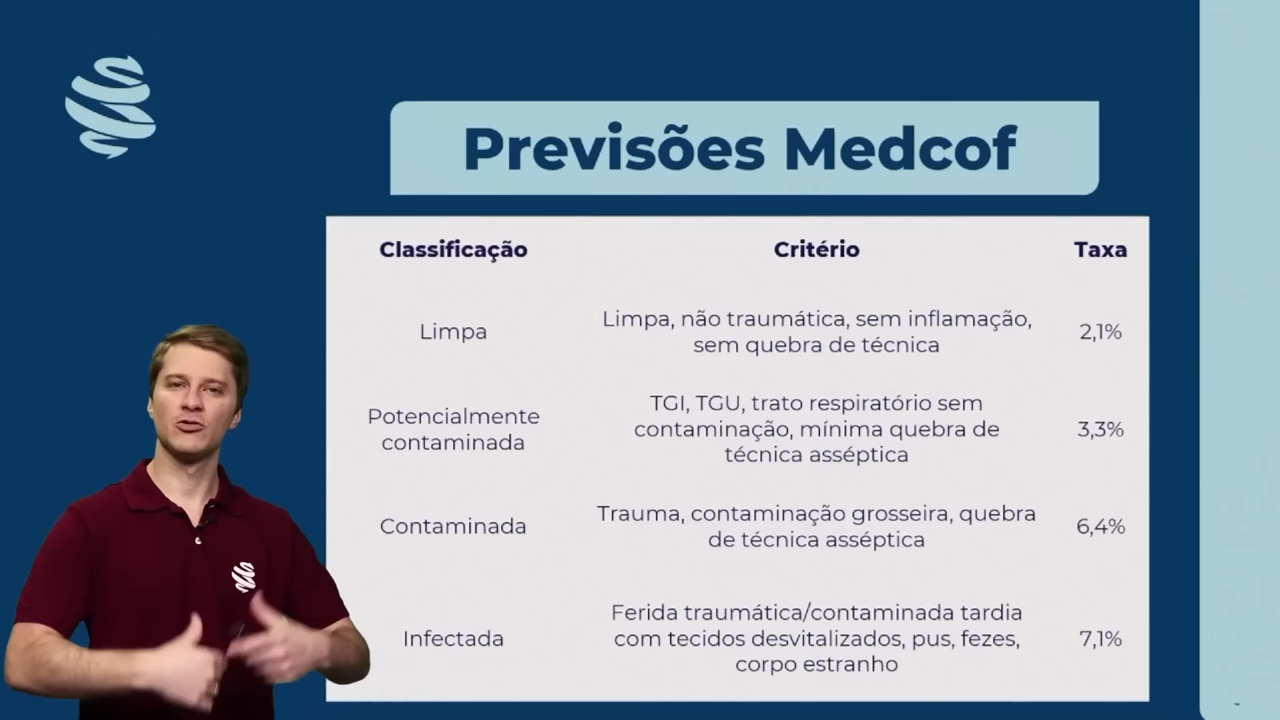 Previsões Medcof
Classificação Critério Taxa
Limpa
Limpa, não traumática, sem inflamação,
sem quebra de técnica
2,1%
Potencialmente
contaminada
TGI, TGU, trato respiratório sem
contaminação, mínima quebra de
técnica asséptica
3,3%
Contaminada
Trauma, contaminação grosseira, quebra
de técnica asséptica
6,4%
Infectada
Ferida traumática/contaminada tardia
com tecidos desvitalizados, pus, fezes,
corpo estranho
7,1%